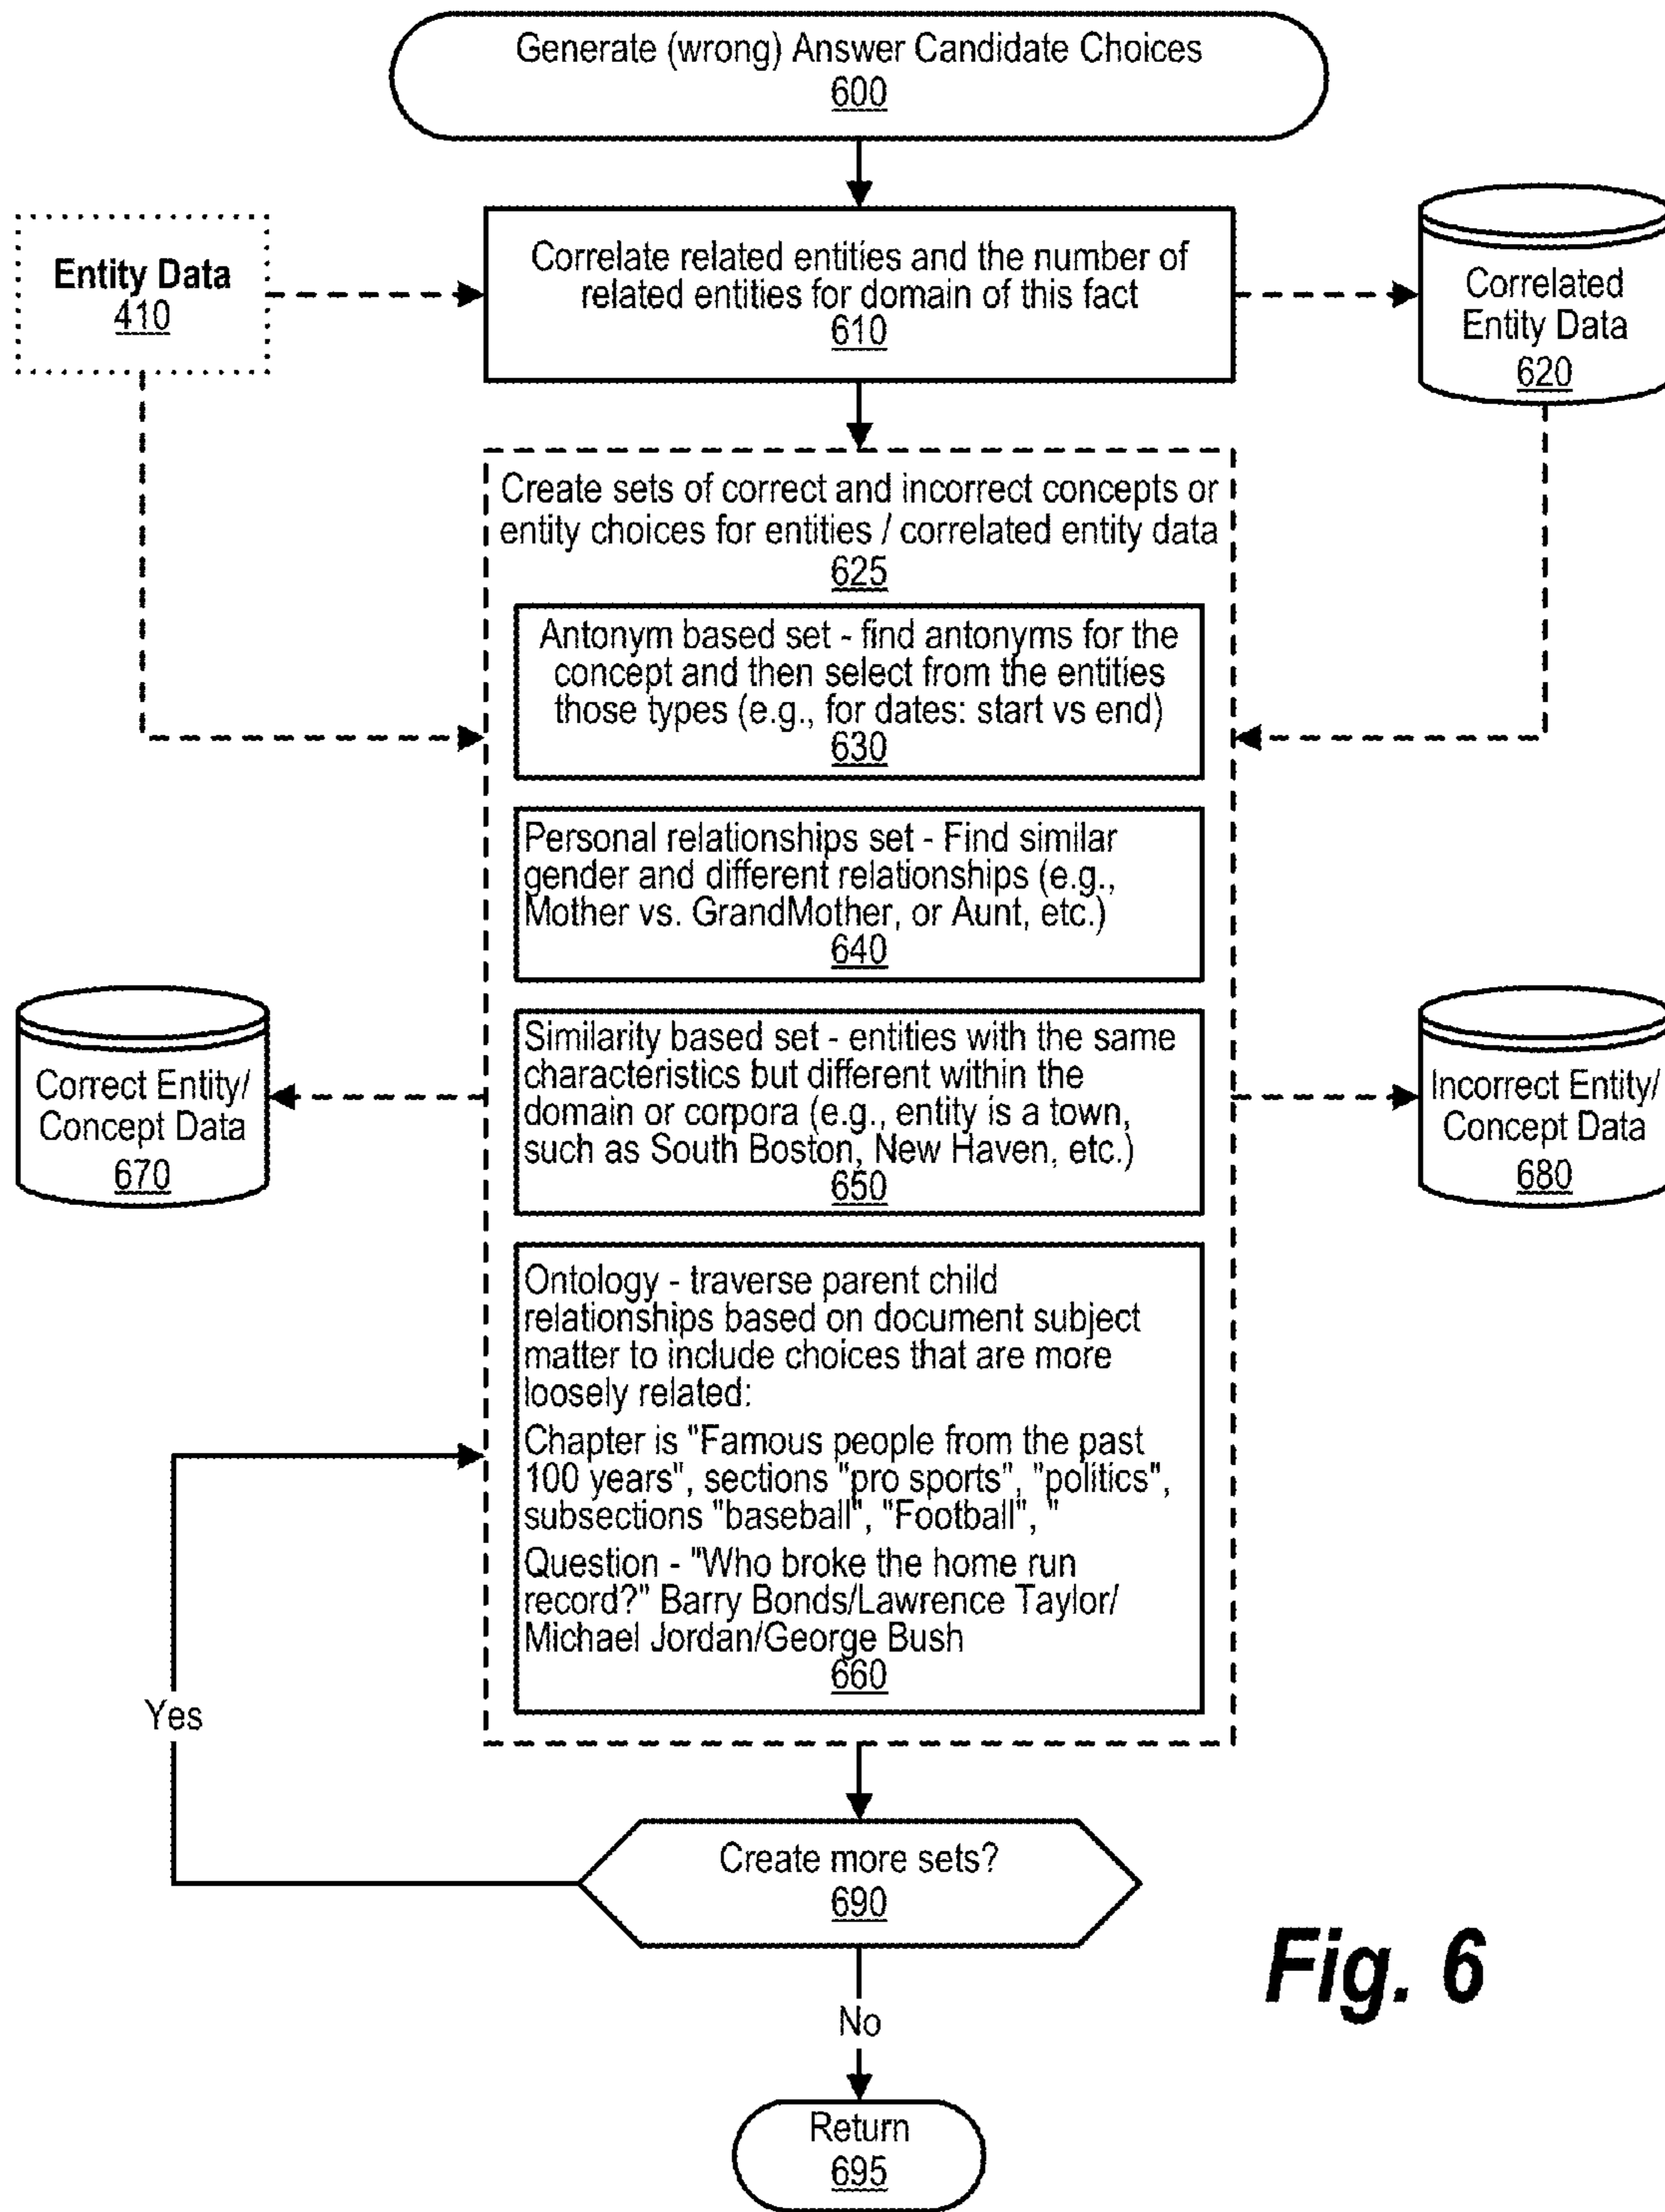 Generate (wrong) Answer Candidate Choices
600
Entity Data
410
Correlate related entities and the number of
related entities for domain of this fact
610
Correlated
Entity Data
620
Create sets of correct and incorrect concepts or
entity choices for entities / correlated entity data
625
Antonym based set - find antonyms for the
concept and then select from the entities
those types (e.g., for dates: start vs end)
630
Personal relationships set - Find similar
gender and different relationships (e.g.,
Mother vs. GrandMother, or Aunt, etc.)
640
Correct Entity/
Concept Data
670
Similarity based set - entities with the same
characteristics but different within the
domain or corpora (e.g., entity is a town,
such as South Boston, New Haven, etc.)
650
Incorrect Entity/
Concept Data
680
Ontology - traverse parent child
relationships based on document subject
matter to include choices that are more
loosely related:
Chapter is "Famous people from the past
100 years", sections "pro sports", "politics",
subsections "baseball", "Football", "
Question - "Who broke the home run
record?" Barry Bonds/Lawrence Taylor/
Michael Jordan/George Bush
660
Yes
Create more sets?
690
No
Return
695
Fig. 6